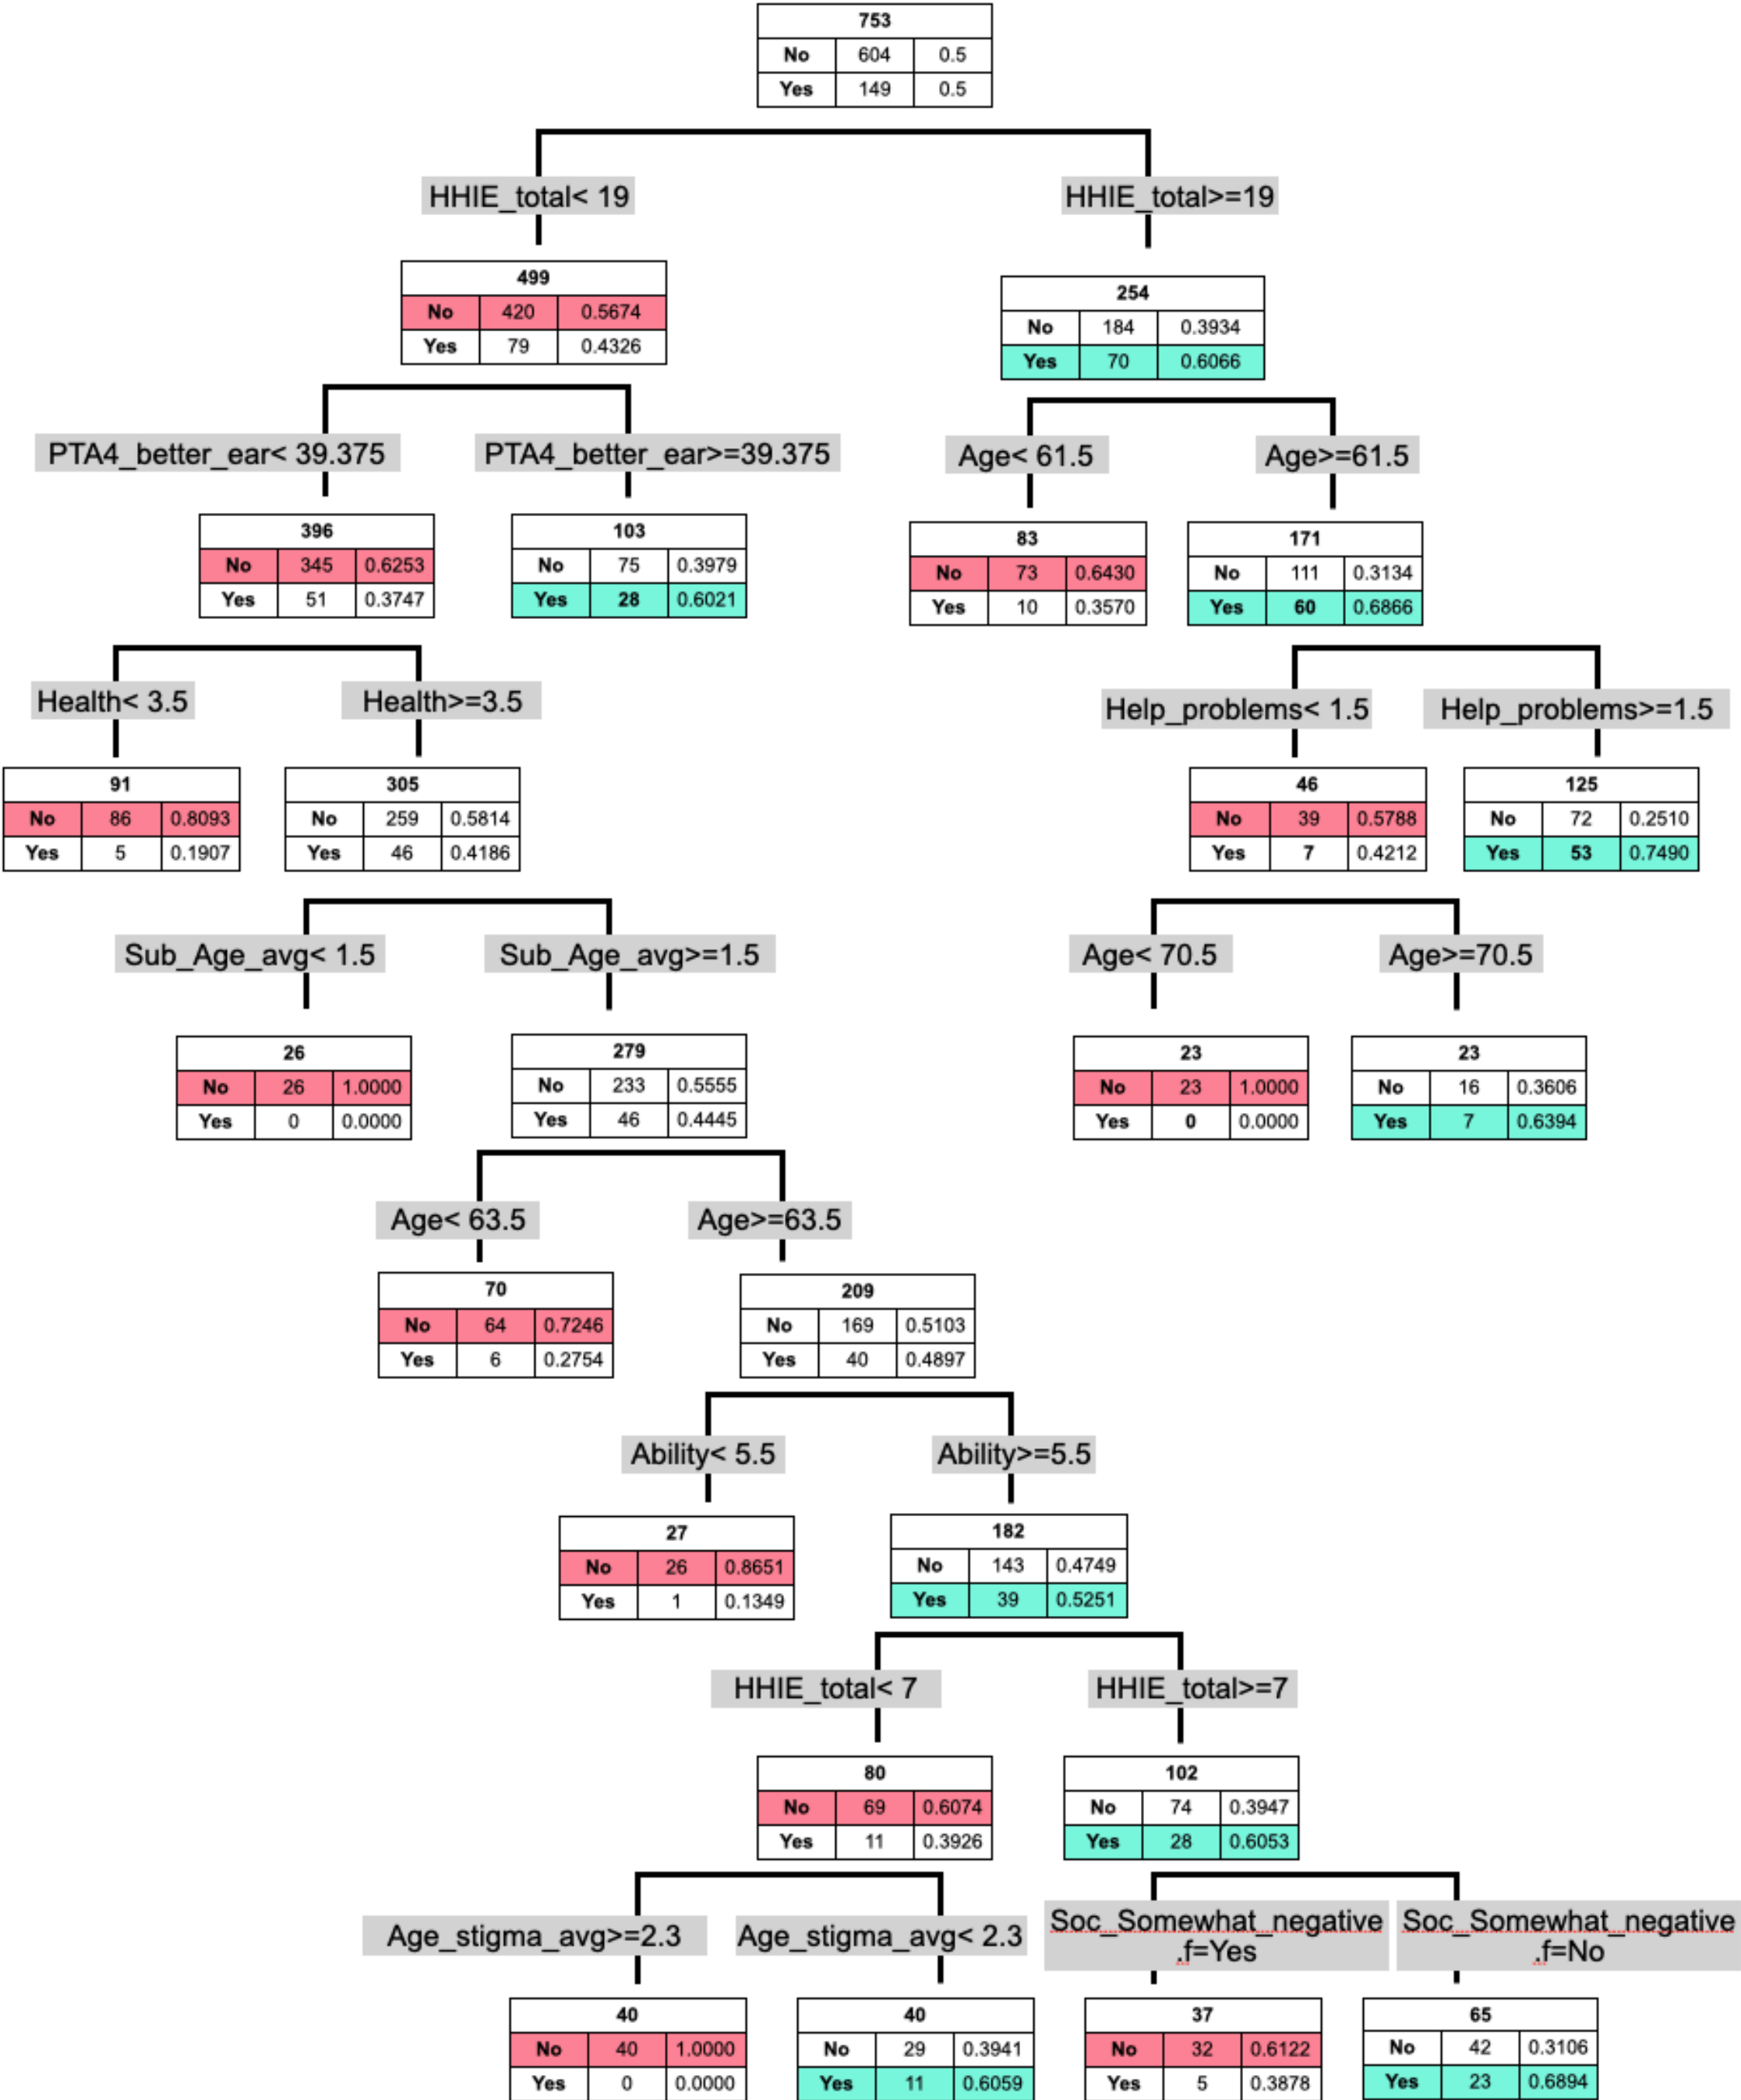 753
No 604 0.5
Yes 149 0.5
HHIE_total< 19 HHIE_total>=19
499
No 420 0.5674
Yes 79 0.4326
254
No 184 0.3934
Yes 70 0.6066
PTA4_better_ear< 39.375 PTA4_better_ear>=39.375 Age< 61.5 Age>=61.5
396
No 345 0.6253
Yes 51 0.3747
103
No 75 0.3979
Yes 28 0.6021
83
No 73 0.6430
Yes 10 0.3570
171
No 111 0.3134
Yes 60 0.6866
Health< 3.5 Health>=3.5 Help_problems< 1.5 Help_problems>=1.5
91
No 86 0.8093
Yes 5 0.1907
305
No 259 0.5814
Yes 46 0.4186
46
No 39 0.5788
Yes 7 0.4212
125
No 72 0.2510
Yes 53 0.7490
Sub_Age_avg< 1.5 Sub_Age_avg>=1.5 Age< 70.5 Age>=70.5
26
No 26 1.0000
Yes 0 0.0000
279
No 233 0.5555
Yes 46 0.4445
23
No 23 1.0000
Yes 0 0.0000
23
No 16 0.3606
Yes 7 0.6394
Age< 63.5 Age>=63.5
70
No 64 0.7246
Yes 6 0.2754
209
No 169 0.5103
Yes 40 0.4897
Ability< 5.5 Ability>=5.5
27
No 26 0.8651
Yes 1 0.1349
182
No 143 0.4749
Yes 39 0.5251
HHIE_total< 7 HHIE_total>=7
80
No 69 0.6074
Yes 11 0.3926
102
No 74 0.3947
Yes 28 0.6053
Age_stigma_avg>=2.3 Age_stigma_avg< 2.3
Soc_Somewhat_negative
.f=Yes
Soc_Somewhat_negative
.f=No
40
No 40 1.0000
Yes 0 0.0000
40
No 29 0.3941
Yes 11 0.6059
37
No 32 0.6122
Yes 5 0.3878
65
No 42 0.3106
Yes 23 0.6894